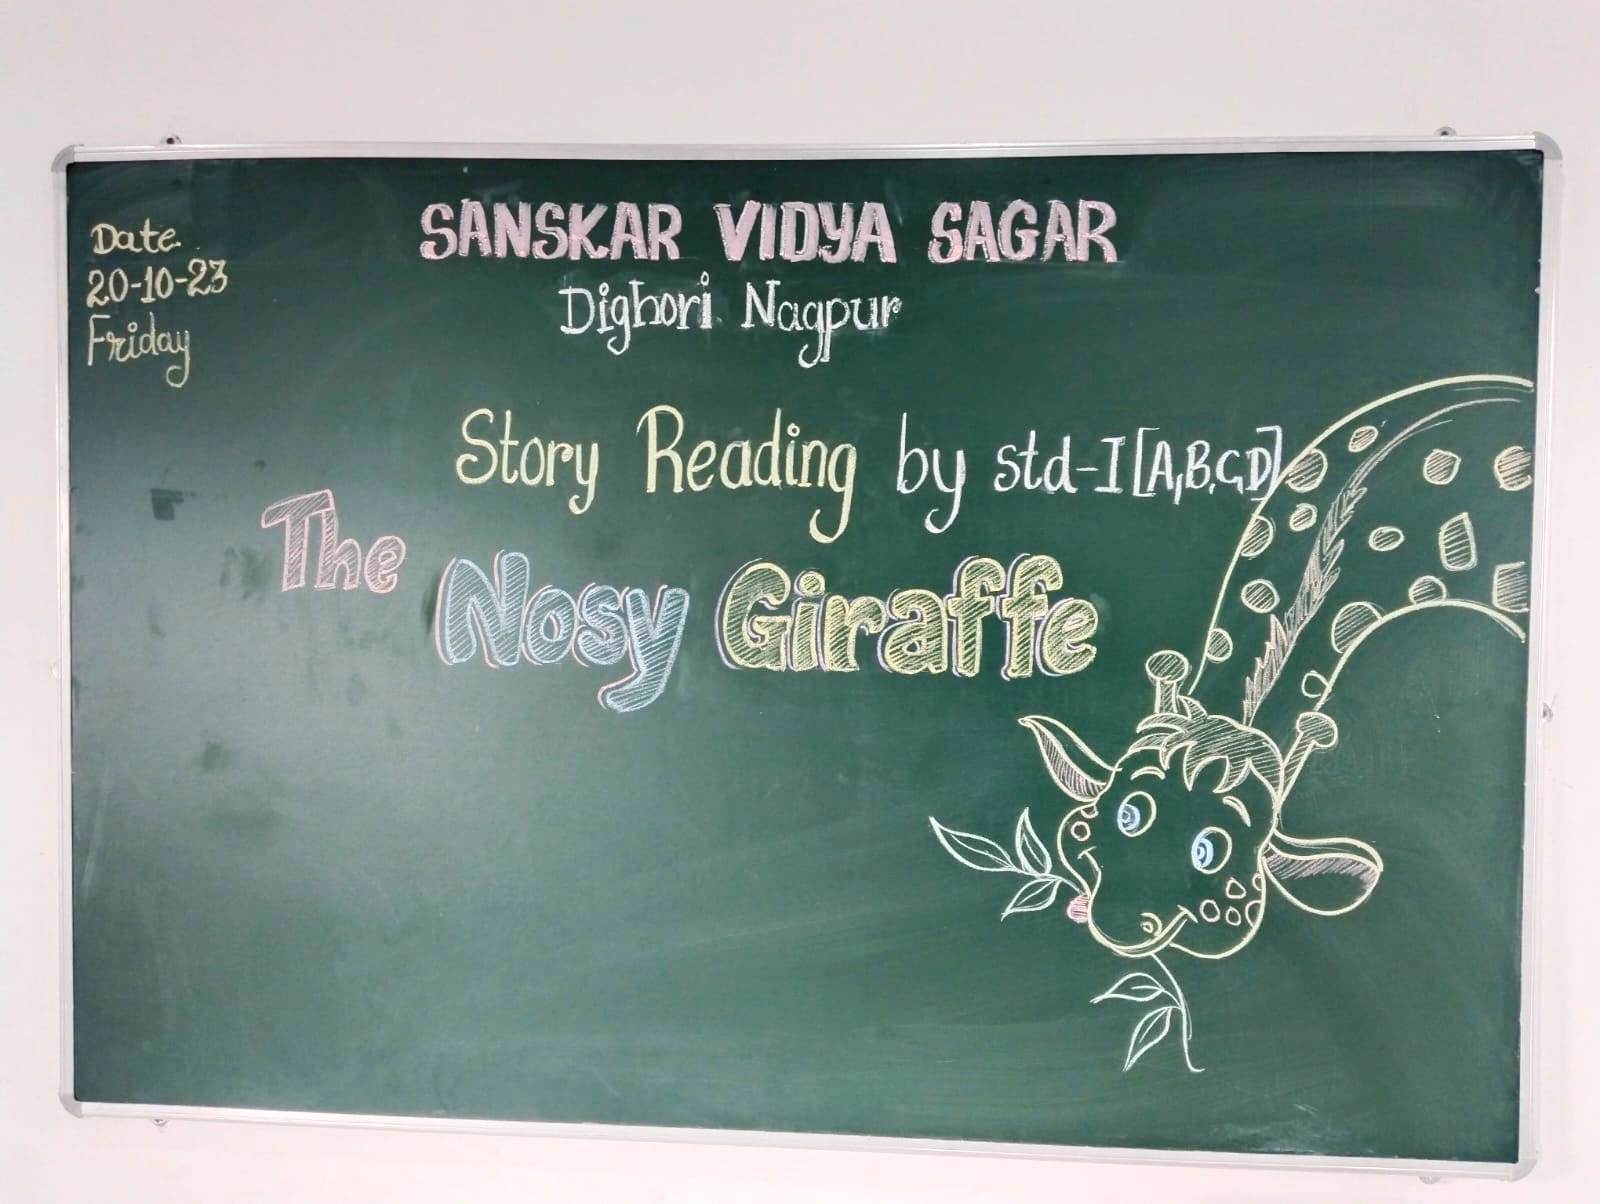 Date
20-10-23
Friday
SANSKAR VIDYA SAGAR
Dighori Nagpur
Story Reading by std-I [A,B,C,D]
The Nosy Giraffe